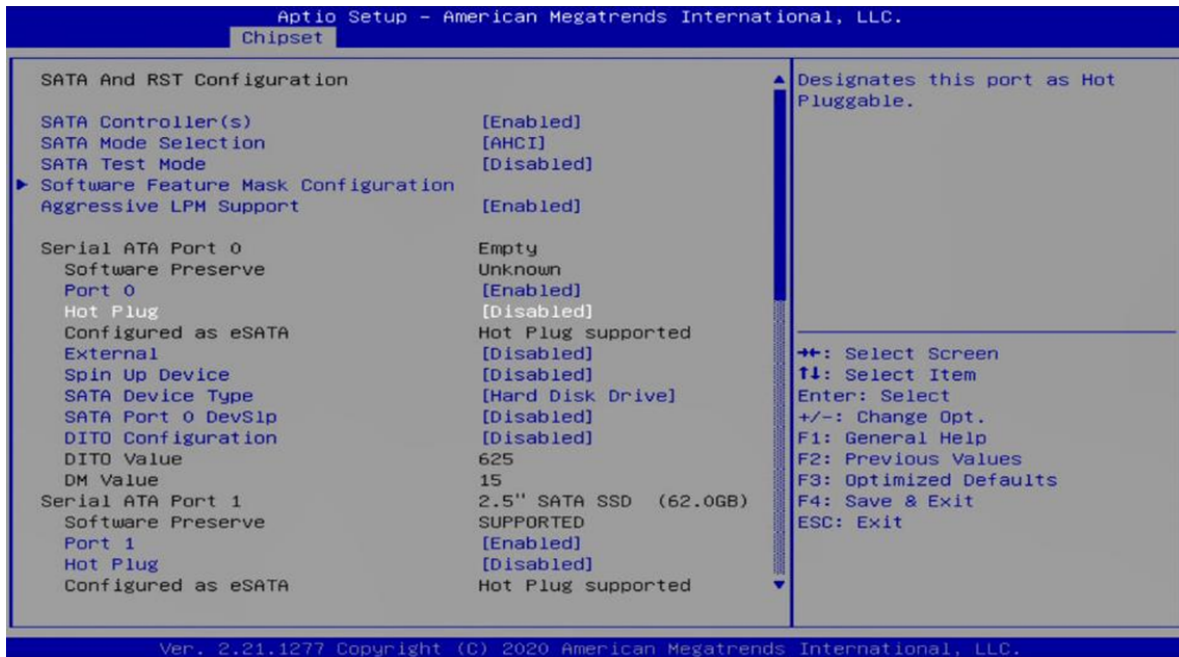 Aptio Setup – American Megatrends International, LLC.
Chipset
SATA And RST Configuration
SATA Controller(s) [Enabled]
SATA Mode Selection [AHCI]
SATA Test Mode [Disabled]
Software Feature Mask Configuration
Aggressive LPM Support [Enabled]
Serial ATA Port 0 Empty
Software Preserve Unknown
Port 0 [Enabled]
Hot Plug [Disabled]
Configured as eSATA Hot Plug supported
External [Disabled]
Spin Up Device [Disabled]
SATA Device Type [Hard Disk Drive]
SATA Port 0 DevSlp [Disabled]
DITO Configuration [Disabled]
DITO Value 625
DM Value 15
Serial ATA Port 1 2.5" SATA SSD (62.0GB)
Software Preserve SUPPORTED
Port 1 [Enabled]
Hot Plug [Disabled]
Configured as eSATA Hot Plug supported
Designates this port as Hot
Pluggable.
→←: Select Screen
↑↓: Select Item
Enter: Select
+/-: Change Opt.
F1: General Help
F2: Previous Values
F3: Optimized Defaults
F4: Save & Exit
ESC: Exit
Ver. 2.21.1277 Copyright (C) 2020 American Megatrends International, LLC.